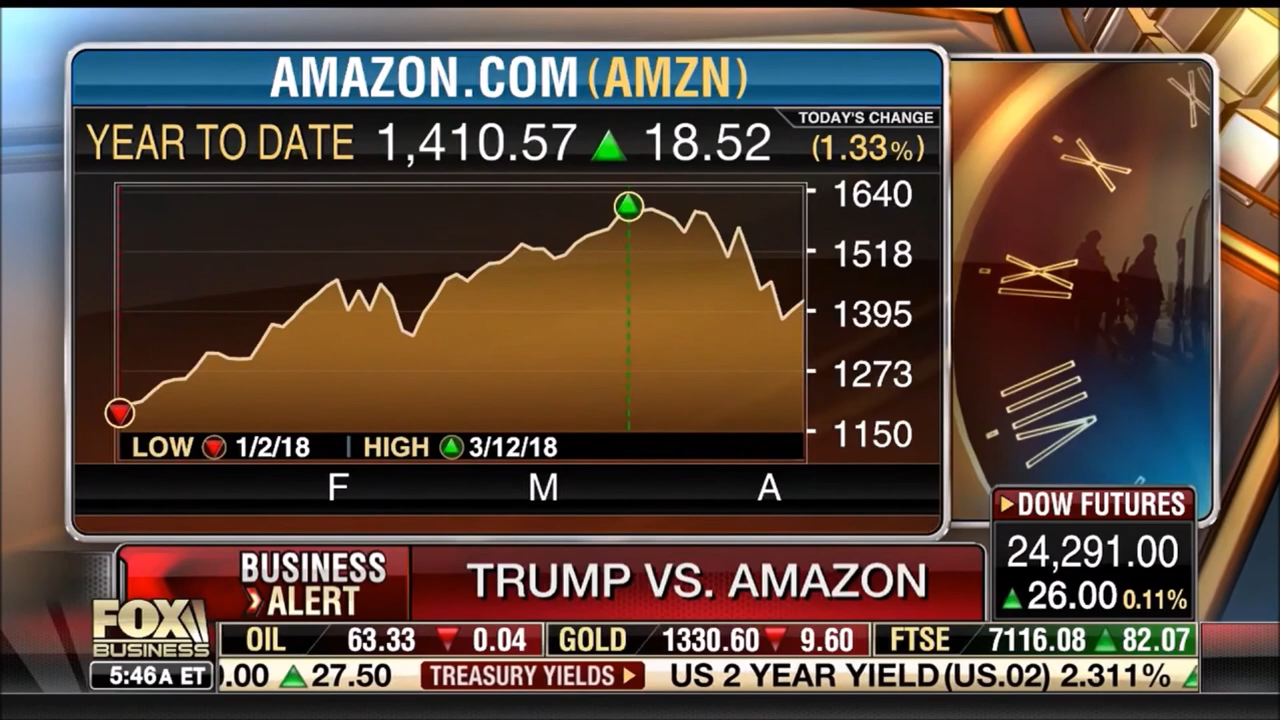 AMAZON.COM (AMZN)
TODAY'S CHANGE
YEAR TO DATE 1,410.57 ▲ 18.52 (1.33%)
1640
1518
1395
1273
1150
LOW ▼ 1/2/18 | HIGH ▲ 3/12/18
F M A
DOW FUTURES
24,291.00
▲ 26.00 0.11%
BUSINESS ALERT
TRUMP VS. AMAZON
FOX BUSINESS
OIL 63.33 ▼ 0.04 GOLD 1330.60 ▼ 9.60 FTSE 7116.08 ▲ 82.07
5:46A ET
.00 ▲ 27.50 TREASURY YIELDS ▶ US 2 YEAR YIELD (US.02) 2.311%